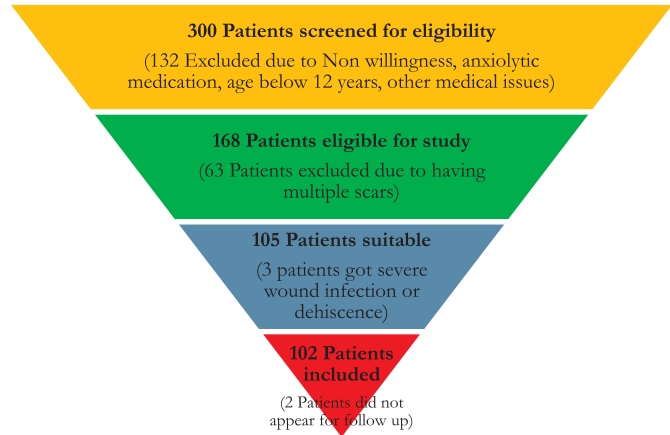 300 Patients screened for eligibility
(132 Excluded due to Non willingness, anxiolytic
medication, age below 12 years, other medical issues)
168 Patients eligible for study
(63 Patients excluded due to having
multiple scars)
105 Patients suitable
(3 patients got severe
wound infection or
dehiscence)
102 Patients
included
(2 Patients did not
appear for follow up)